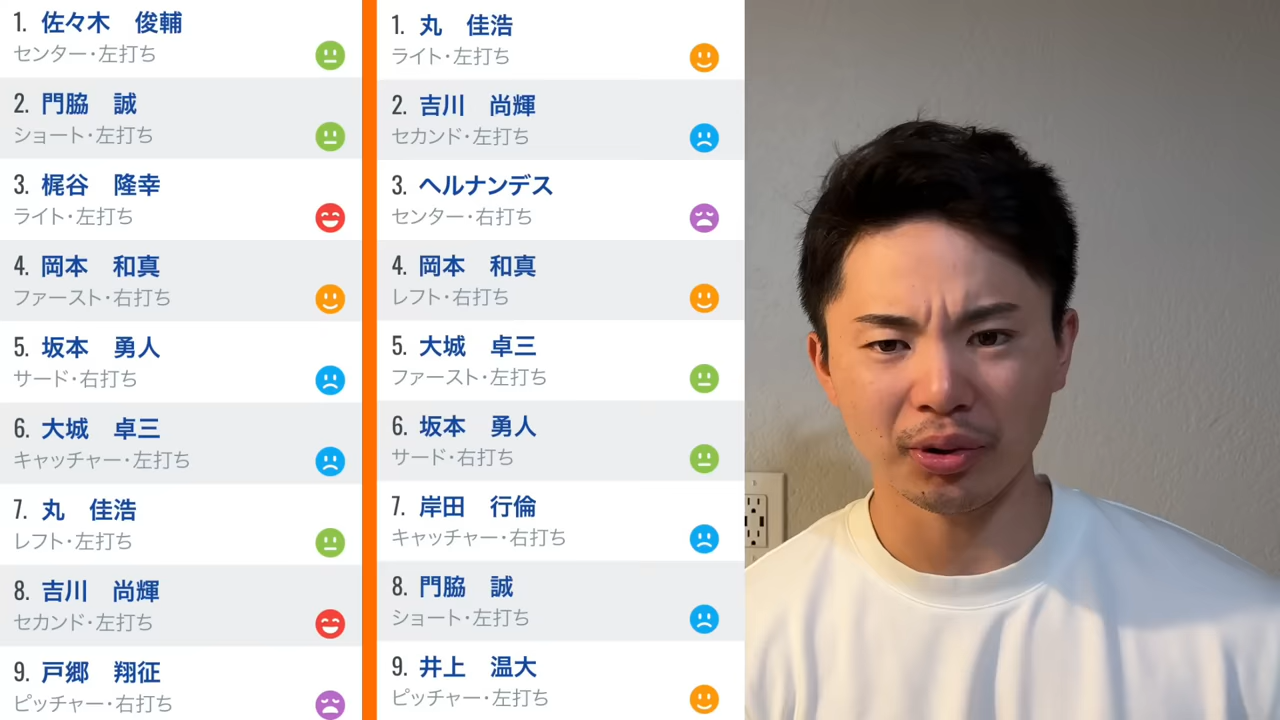 1. 佐々木 俊輔
センター・左打ち
2. 門脇 誠
ショート・左打ち
3. 梶谷 隆幸
ライト・左打ち
4. 岡本 和真
ファースト・右打ち
5. 坂本 勇人
サード・右打ち
6. 大城 卓三
キャッチャー・左打ち
7. 丸 佳浩
レフト・左打ち
8. 吉川 尚輝
セカンド・左打ち
9. 戸郷 翔征
ピッチャー・右打ち
1. 丸 佳浩
ライト・左打ち
2. 吉川 尚輝
セカンド・左打ち
3. ヘルナンデス
センター・右打ち
4. 岡本 和真
レフト・右打ち
5. 大城 卓三
ファースト・左打ち
6. 坂本 勇人
サード・右打ち
7. 岸田 行倫
キャッチャー・右打ち
8. 門脇 誠
ショート・左打ち
9. 井上 温大
ピッチャー・左打ち